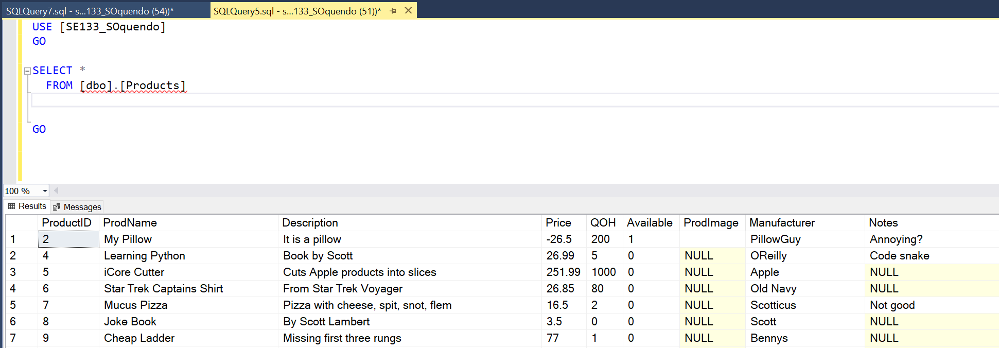 SQLQuery7.sql - s...133_SOquendo (54))* SQLQuery5.sql - s...133_SOquendo (51))*
USE [SE133_SOquendo]
GO
SELECT *
FROM [dbo].[Products]
GO
100 %
Results Messages
ProductID ProdName Description Price QOH Available ProdImage Manufacturer Notes
1 2 My Pillow It is a pillow -26.5 200 1 PillowGuy Annoying?
2 4 Learning Python Book by Scott 26.99 5 0 NULL OReilly Code snake
3 5 iCore Cutter Cuts Apple products into slices 251.99 1000 0 NULL Apple NULL
4 6 Star Trek Captains Shirt From Star Trek Voyager 26.85 80 0 NULL Old Navy NULL
5 7 Mucus Pizza Pizza with cheese, spit, snot, flem 16.5 2 0 NULL Scotticus Not good
6 8 Joke Book By Scott Lambert 3.5 0 0 NULL Scott NULL
7 9 Cheap Ladder Missing first three rungs 77 1 0 NULL Bennys NULL